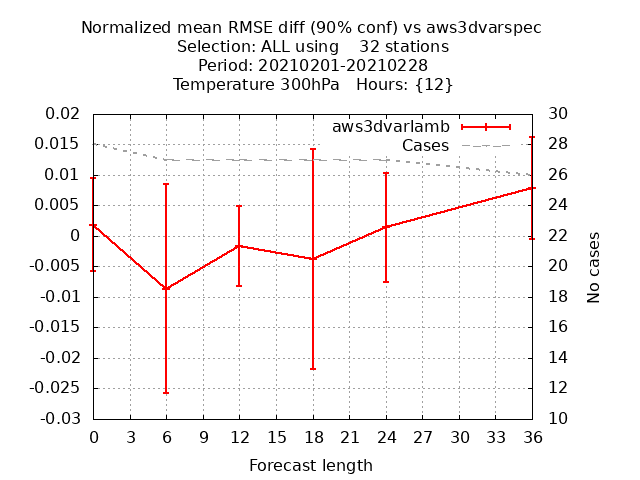 Normalized mean RMSE diff (90% conf) vs aws3dvarspec
Selection: ALL using 32 stations
Period: 20210201-20210228
Temperature 300hPa Hours: {12}
aws3dvarlamb
Cases
0.02
0.015
0.01
0.005
0
-0.005
-0.01
-0.015
-0.02
-0.025
-0.03
30
28
26
24
22
20
18
16
14
12
10
No cases
0 3 6 9 12 15 18 21 24 27 30 33 36
Forecast length